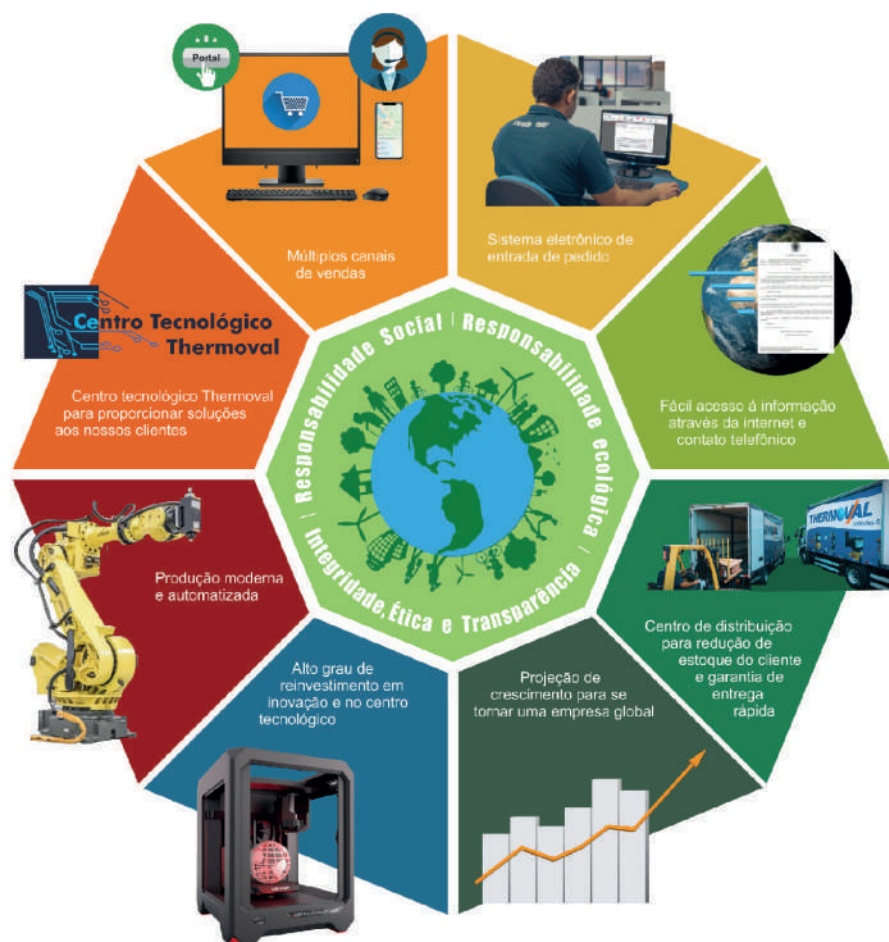 Portal
Múltiplos canais
de vendas
Sistema eletrônico de
entrada de pedido
Fácil acesso á informação
através da internet e
contato telefônico
THERMOVAL
Centro de distribuição
para redução de
estoque do cliente
e garantia de
entrega
rápida
Projeção de
crescimento para se
tornar uma empresa global
Alto grau de
reinvestimento em
inovação e no centro
tecnológico
Produção moderna
e automatizada
Centro Tecnológico
Thermoval
Centro tecnológico Thermoval
para proporcionar soluções
aos nossos clientes
Responsabilidade Social | Responsabilidade ecológica | Integridade, Ética e Transparência |